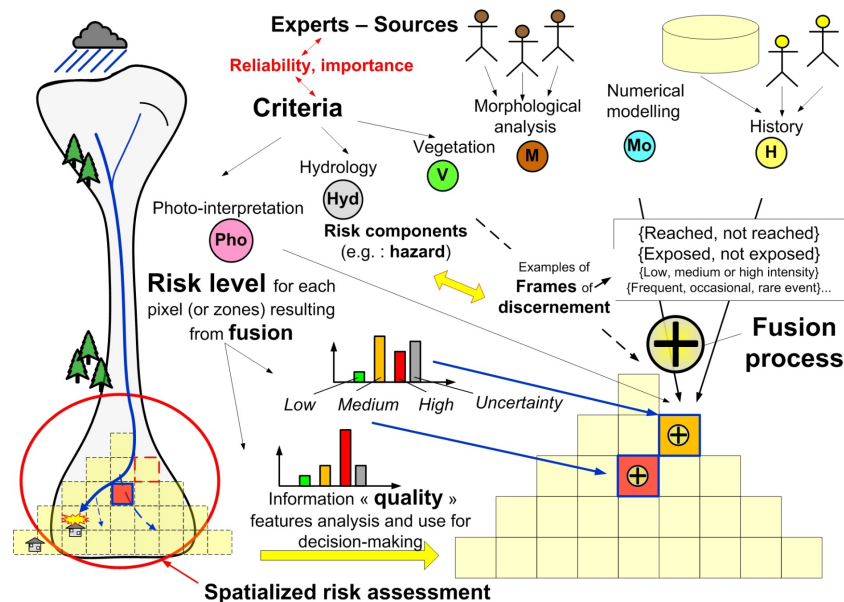 Experts – Sources
Reliability, importance
Criteria
Morphological
analysis
M
Numerical
modelling
Mo
History
H
Vegetation
V
Hydrology
Hyd
Photo-interpretation
Pho
Risk components
(e.g. : hazard)
{Reached, not reached}
{Exposed, not exposed}
{Low, medium or high intensity}
{Frequent, occasional, rare event}...
Examples of
Frames of
discernement
Risk level for each
pixel (or zones) resulting
from fusion
Fusion
process
Low Medium High Uncertainty
Information « quality »
features analysis and use for
decision-making
Spatialized risk assessment